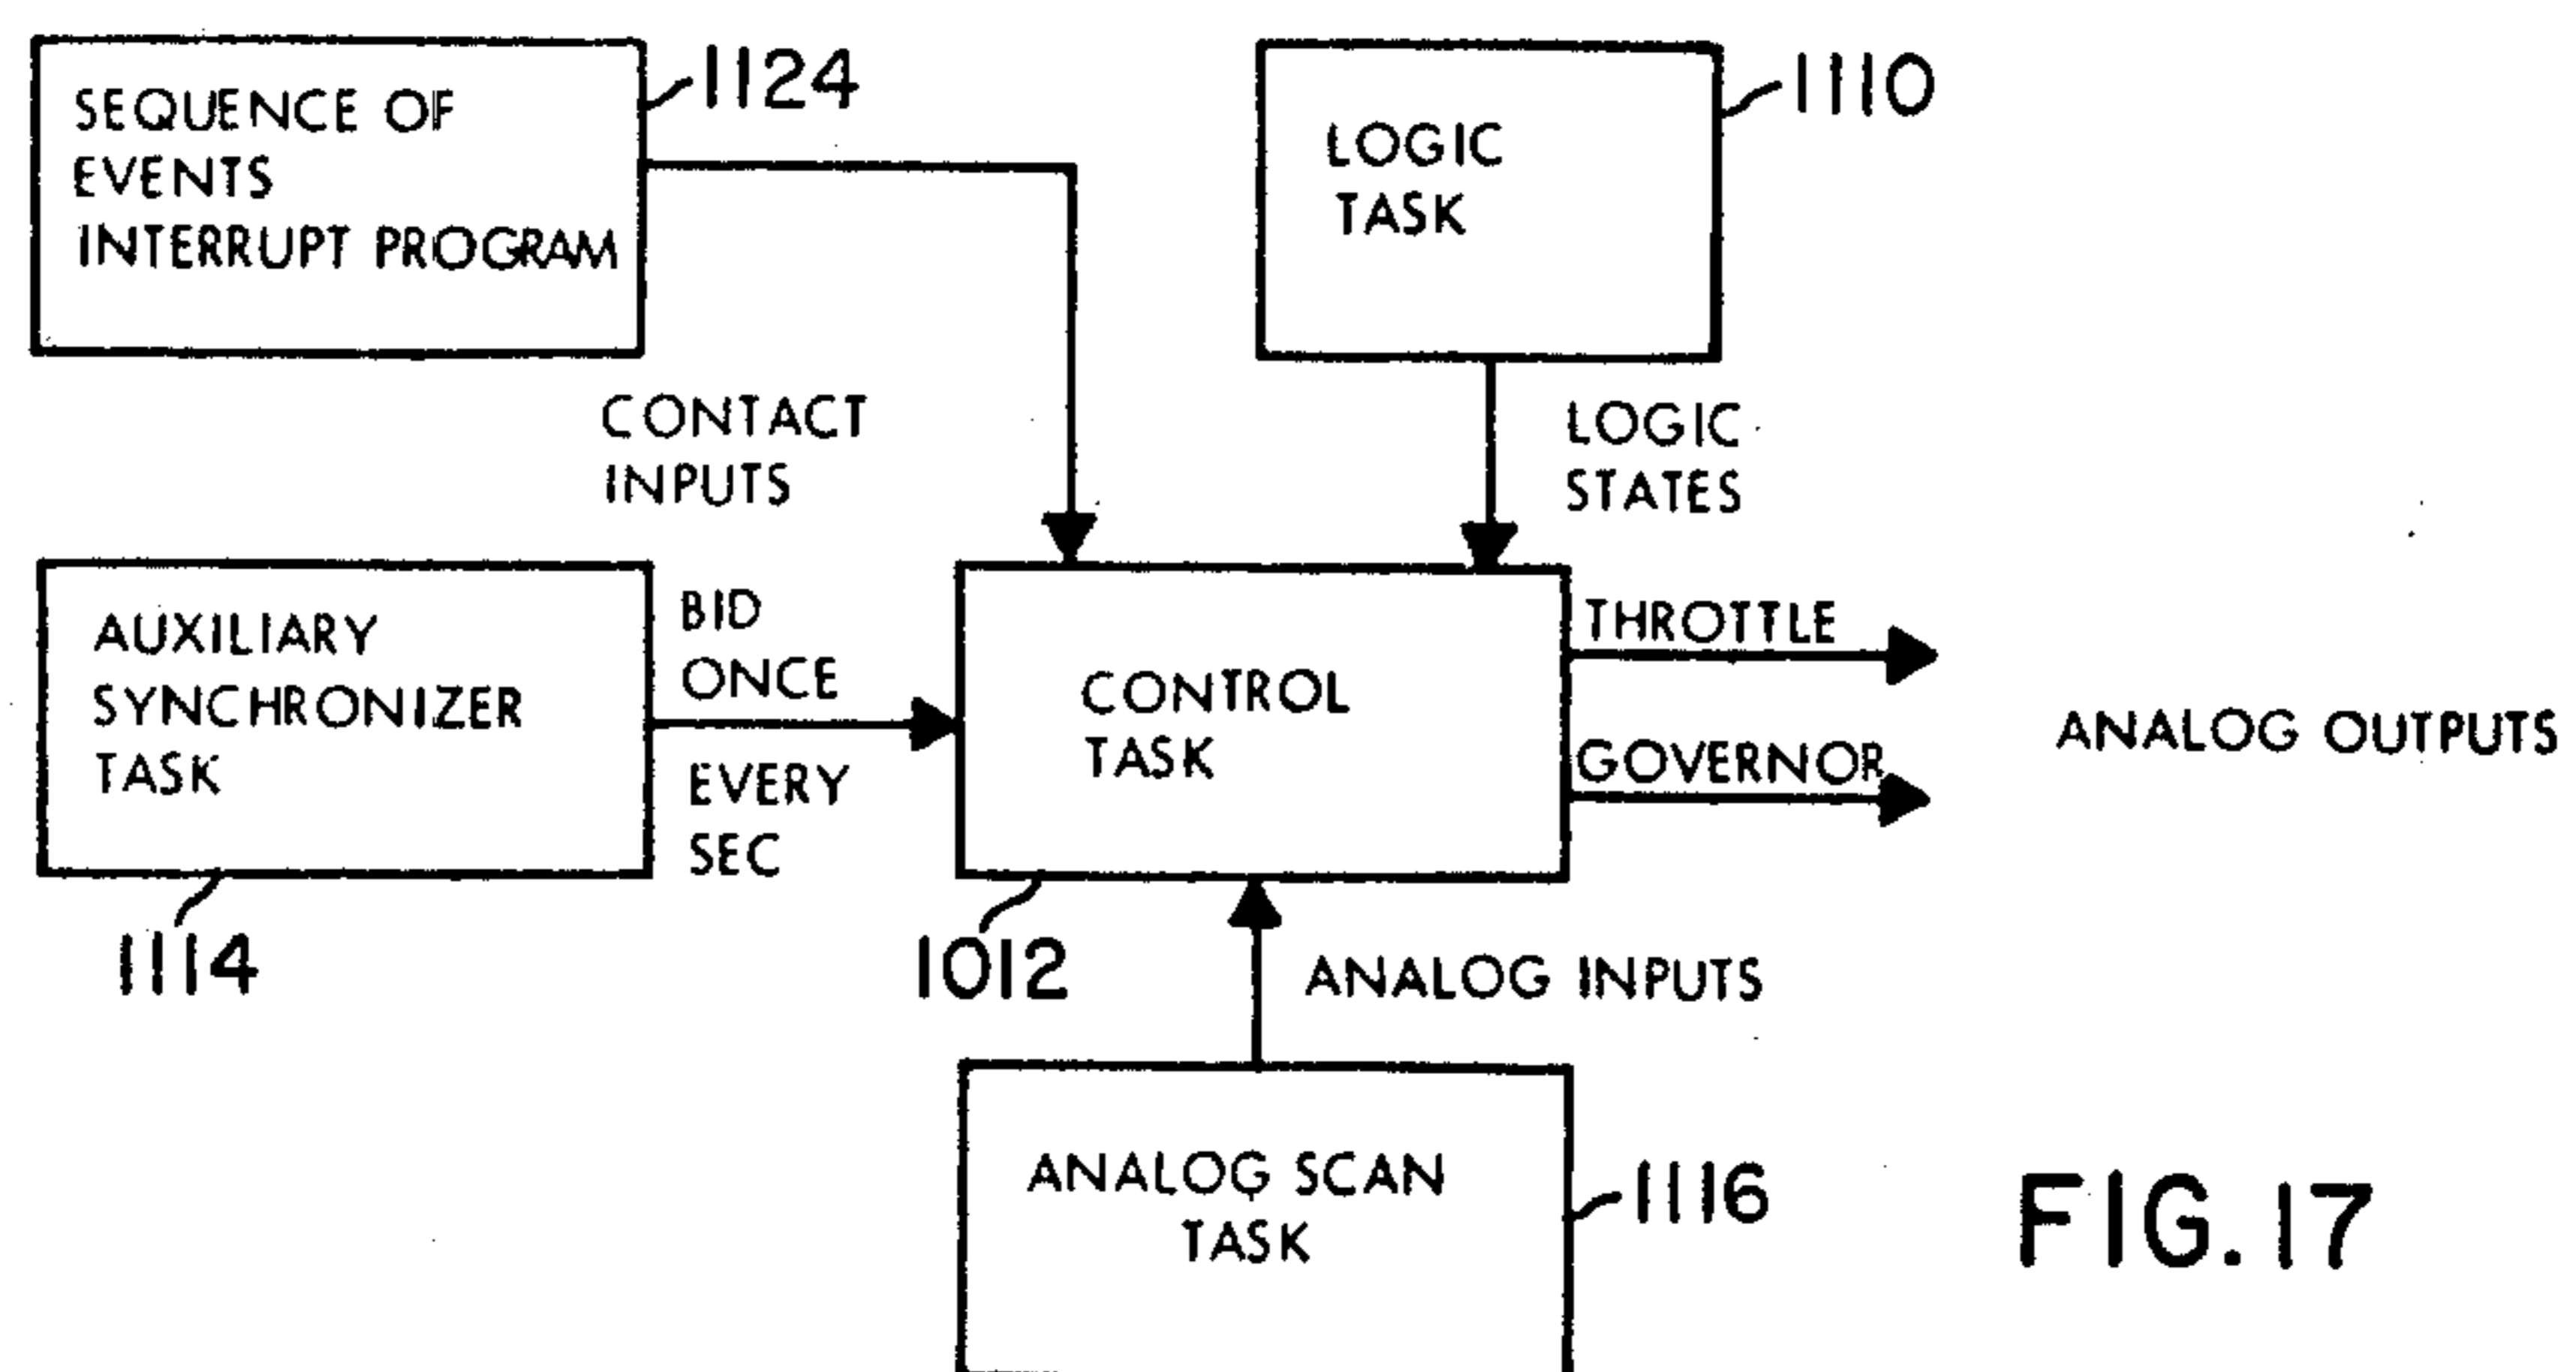 SEQUENCE OF
EVENTS
INTERRUPT PROGRAM
1124
LOGIC
TASK
1110
CONTACT
INPUTS
LOGIC
STATES
AUXILIARY
SYNCHRONIZER
TASK
1114
BID
ONCE
EVERY
SEC
CONTROL
TASK
1012
THROTTLE
GOVERNOR
ANALOG OUTPUTS
ANALOG INPUTS
ANALOG SCAN
TASK
1116
FIG. 17